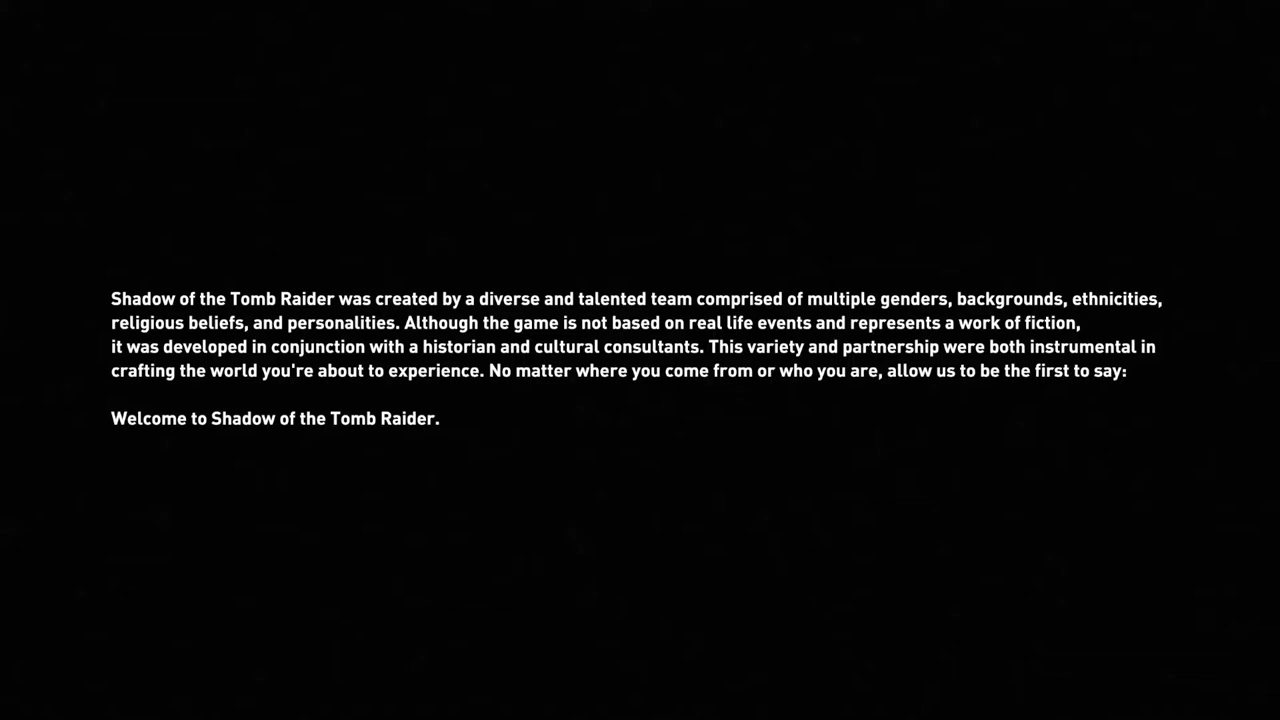 Shadow of the Tomb Raider was created by a diverse and talented team comprised of multiple genders, backgrounds, ethnicities,
religious beliefs, and personalities. Although the game is not based on real life events and represents a work of fiction,
it was developed in conjunction with a historian and cultural consultants. This variety and partnership were both instrumental in
crafting the world you're about to experience. No matter where you come from or who you are, allow us to be the first to say:
Welcome to Shadow of the Tomb Raider.